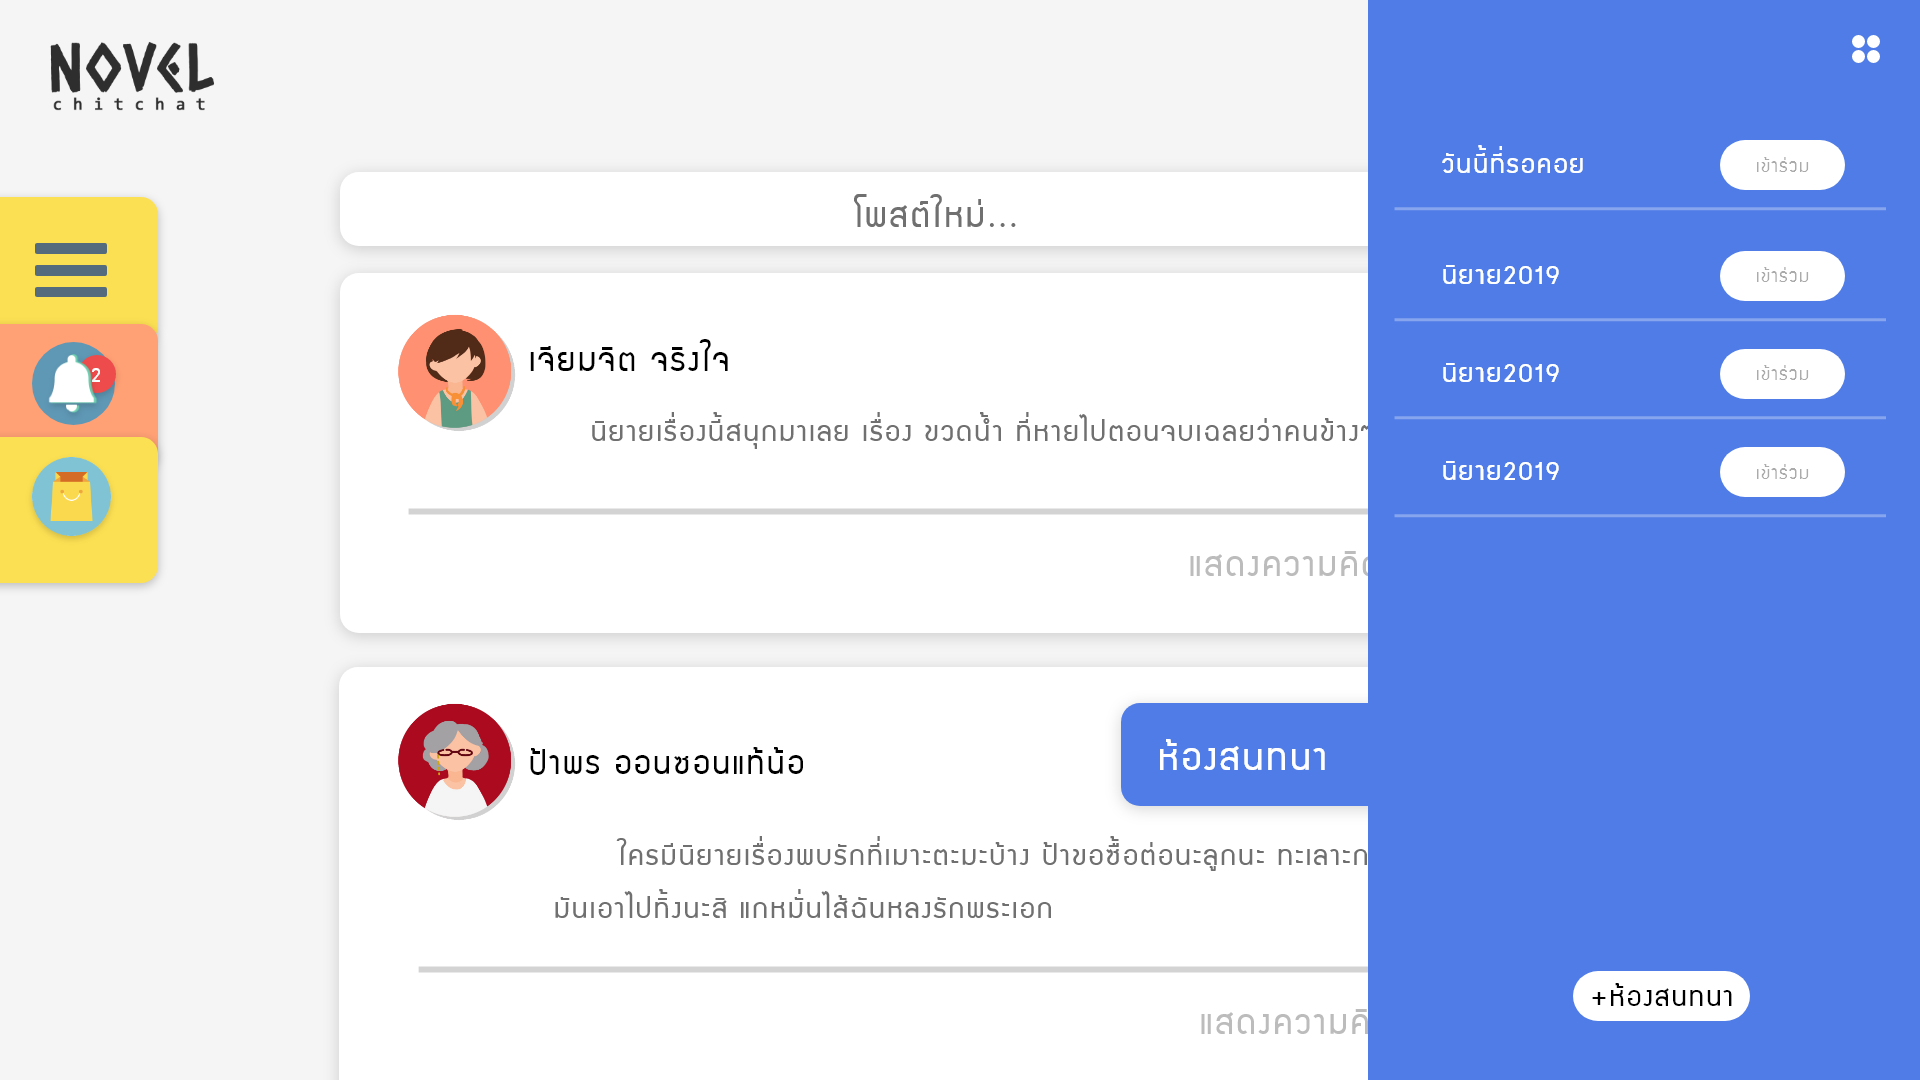 NOVEL
chitchat
2
โพสต์ใหม่...
เจียมจิต จริงใจ
นิยายเรื่องนี้สนุกมาเลย เรื่อง ขวดน้ำ ที่หายไปตอนจบเฉลยว่าคนข้างๆ
แสดงความคิด
ป้าพร ออนซอนแท้น้อ
ใครมีนิยายเรื่องพบรักที่เมาะตะมะบ้าง ป้าขอซื้อต่อนะลูกนะ ทะเลาะก
มันเอาไปทิ้งนะสิ แกหมั่นไส้ฉันหลงรักพระเอก
แสดงความคิ
ห้องสนทนา
วันนี้ที่รอคอย เข้าร่วม
นิยาย2019 เข้าร่วม
นิยาย2019 เข้าร่วม
นิยาย2019 เข้าร่วม
+ห้องสนทนา